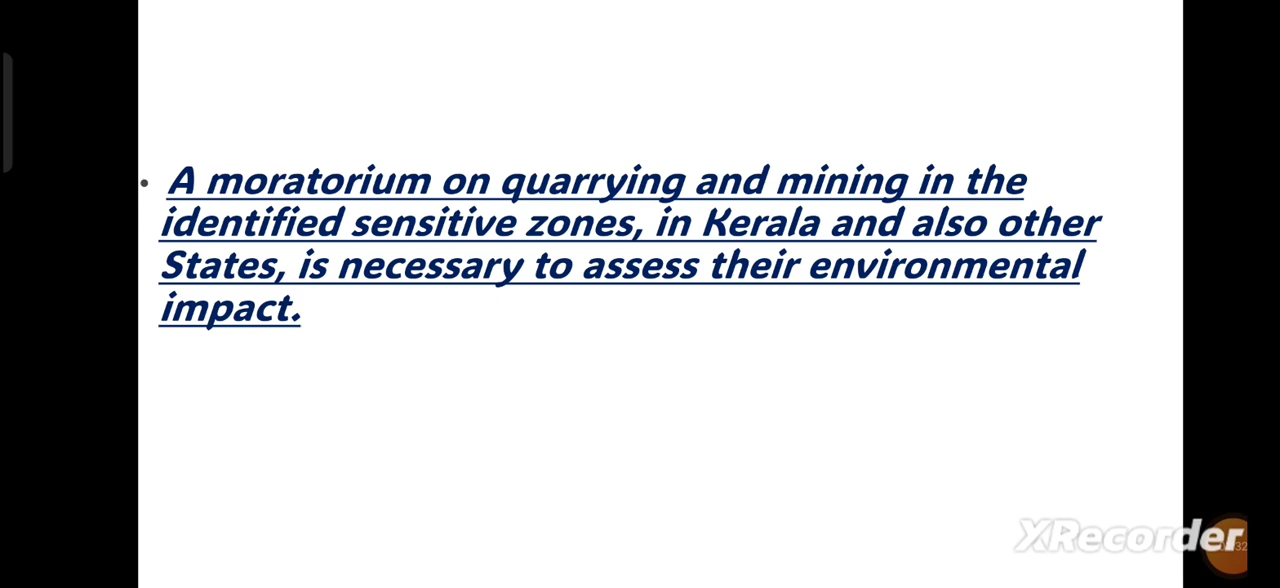 • A moratorium on quarrying and mining in the
identified sensitive zones, in Kerala and also other
States, is necessary to assess their environmental
impact.
XRecorder